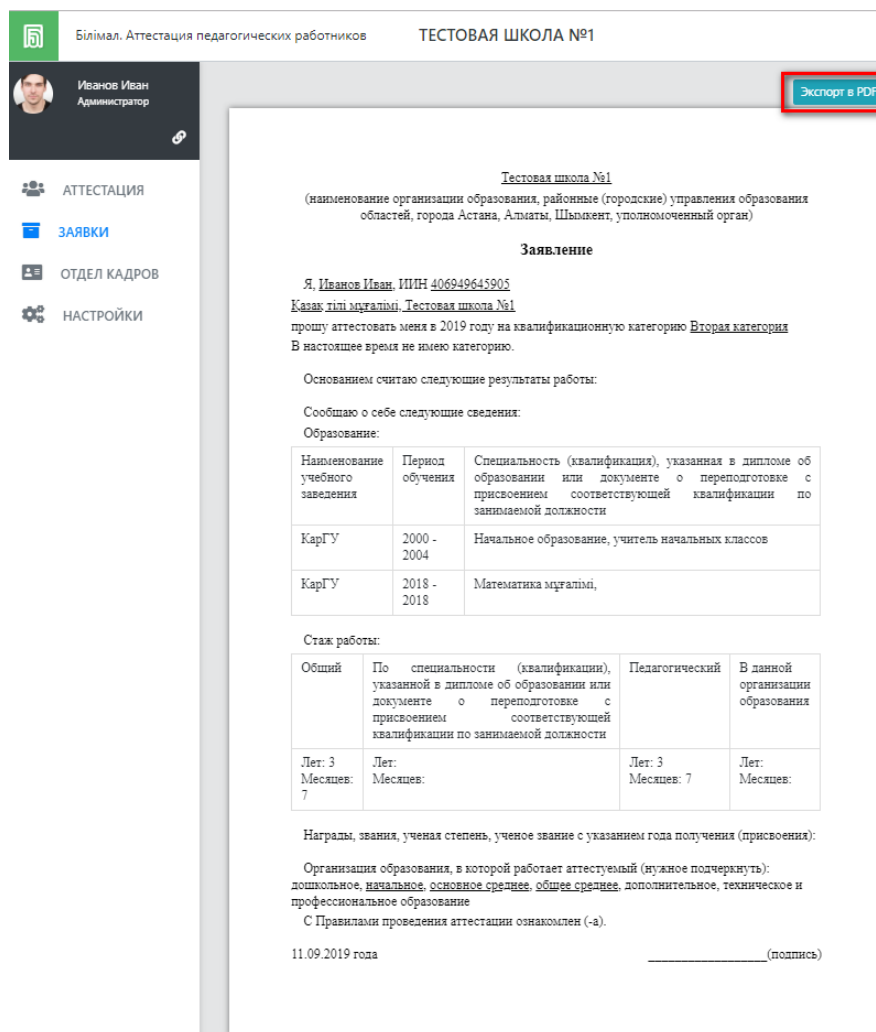 Білімал. Аттестация педагогических работников ТЕСТОВАЯ ШКОЛА №1
Иванов Иван
Администратор
Экспорт в PDF
АТТЕСТАЦИЯ
ЗАЯВКИ
ОТДЕЛ КАДРОВ
НАСТРОЙКИ
Тестовая школа №1
(наименование организации образования, районные (городские) управления образования
областей, города Астана, Алматы, Шымкент, уполномоченный орган)
Заявление
Я, Иванов Иван, ИИН 406949645905
Қазақ тілі мұғалімі, Тестовая школа №1
прошу аттестовать меня в 2019 году на квалификационную категорию Вторая категория
В настоящее время не имею категорию.
Основанием считаю следующие результаты работы:
Сообщаю о себе следующие сведения:
Образование:
Наименование
учебного
заведения
Период
обучения
Специальность (квалификация), указанная в дипломе об
образовании или документе о переподготовке с
присвоением соответствующей квалификации по
занимаемой должности
КарГУ
2000 -
2004
Начальное образование, учитель начальных классов
КарГУ
2018 -
2018
Математика мұғалімі,
Стаж работы:
Общий
По специальности (квалификации),
указанной в дипломе об образовании или
документе о переподготовке с
присвоением соответствующей
квалификации по занимаемой должности
Педагогический
В данной
организации
образования
Лет: 3
Месяцев:
7
Лет:
Месяцев:
Лет: 3
Месяцев: 7
Лет:
Месяцев:
Награды, звания, ученая степень, ученое звание с указанием года получения (присвоения):
Организация образования, в которой работает аттестуемый (нужное подчеркнуть):
дошкольное, начальное, основное среднее, общее среднее, дополнительное, техническое и
профессиональное образование
С Правилами проведения аттестации ознакомлен (-а).
11.09.2019 года __________________(подпись)